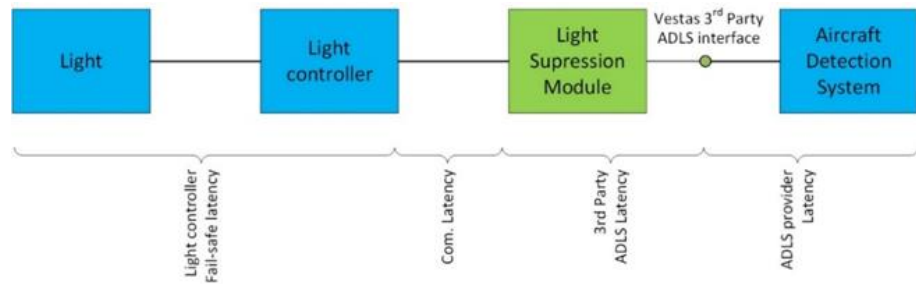 Light
Light
controller
Light
Supression
Module
Vestas 3rd Party
ADLS interface
Aircraft
Detection
System
Light controller
Fail-safe latency
Com. Latency
3rd Party
ADLS Latency
ADLS provider
Latency